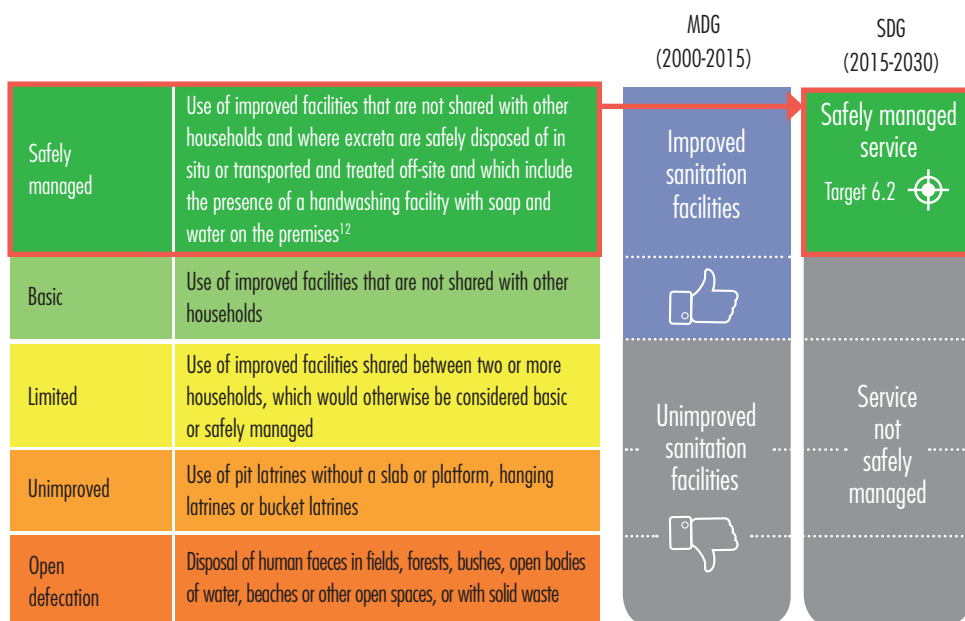 MDG
(2000-2015)
SDG
(2015-2030)
Safely
managed
Use of improved facilities that are not shared with other
households and where excreta are safely disposed of in
situ or transported and treated off-site and which include
the presence of a handwashing facility with soap and
water on the premises12
Improved
sanitation
facilities
Safely managed
service
Target 6.2
Basic
Use of improved facilities that are not shared with other
households
Limited
Use of improved facilities shared between two or more
households, which would otherwise be considered basic
or safely managed
Unimproved
sanitation
facilities
Service
not
safely
managed
Unimproved
Use of pit latrines without a slab or platform, hanging
latrines or bucket latrines
Open
defecation
Disposal of human faeces in fields, forests, bushes, open bodies
of water, beaches or other open spaces, or with solid waste